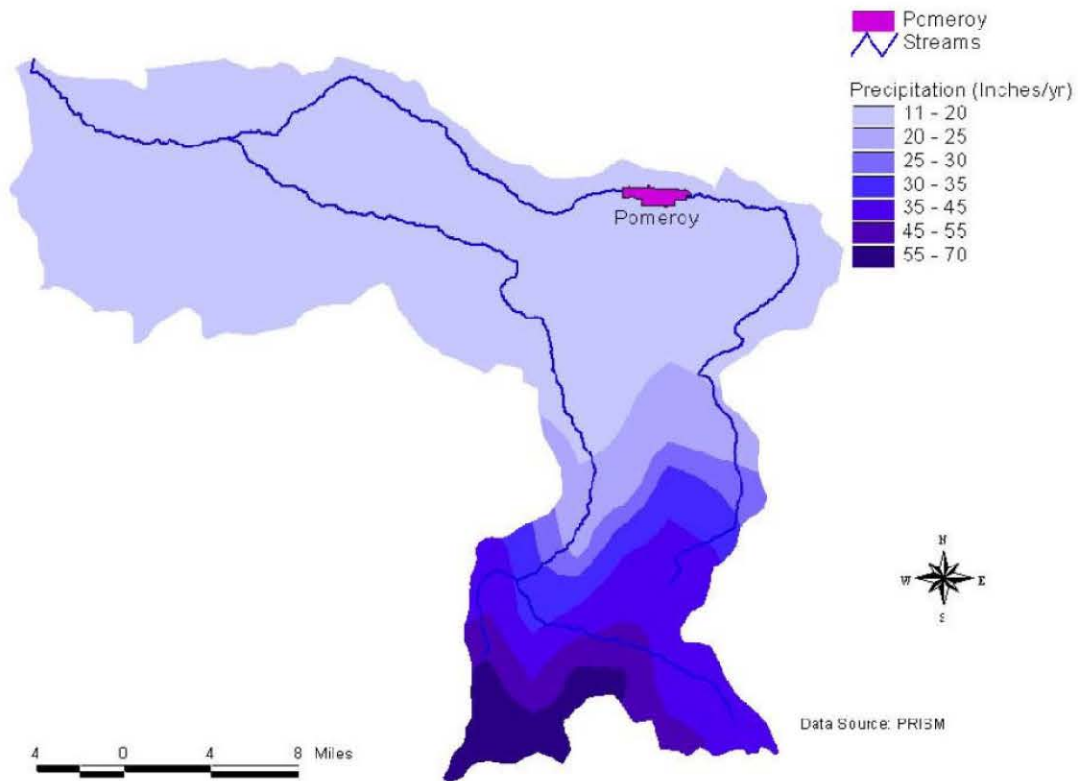 Pomeroy
Streams
Precipitation (Inches/yr)
11 - 20
20 - 25
25 - 30
30 - 35
35 - 45
45 - 55
55 - 70
Pomeroy
N
W E
S
Data Source: PRISM
4 0 4 8 Miles